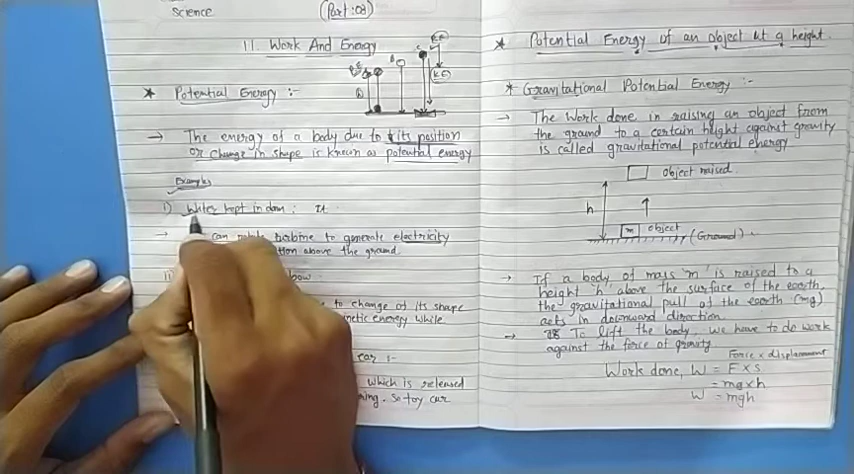 Science
(Part:08)
11. Work And Energy
* Potential Energy :-
→ The energy of a body due to its position
or change in shape is known as potential energy
Examples
i) Water kept in dam :
→ can turbine to generate electricity
above the ground.
ii) bow
to change of its shape
kinetic energy while
car :-
which is released
so toy car
* Potential Energy of an object at a height.
* Gravitational Potential Energy :-
→ The work done in raising an object from
the ground to a certain height against gravity
is called gravitational potential energy
object raised.
h
m object
(Ground)
→ If a body of mass 'm' is raised to a
height 'h' above the surface of the earth,
the gravitational pull of the earth (mg)
acts in downward direction.
→ To lift the body, we have to do work
against the force of gravity.
Force x displacement
Work done, W = F x s
= mg x h
W = mgh